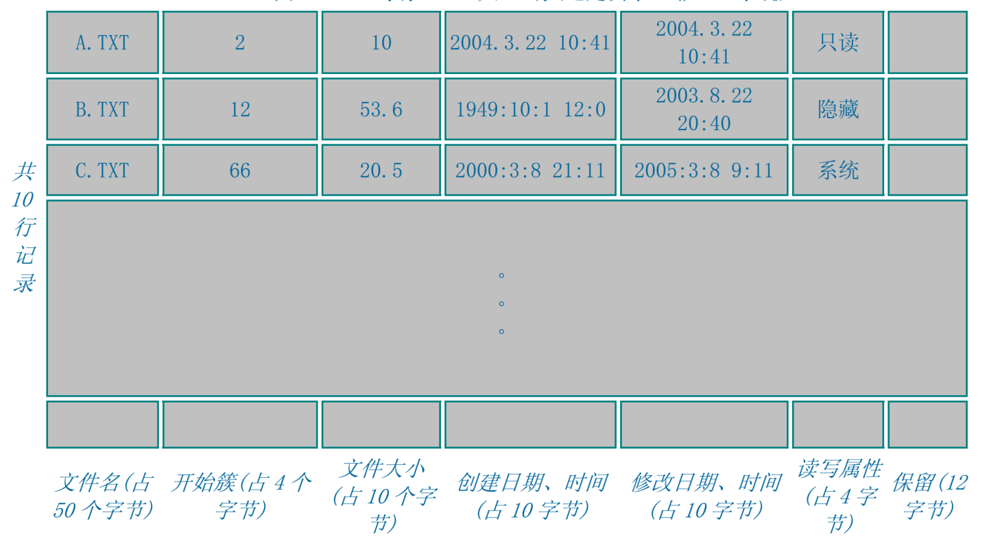 A.TXT 2 10 2004.3.22 10:41 2004.3.22 10:41 只读
B.TXT 12 53.6 1949:10:1 12:0 2003.8.22 20:40 隐藏
C.TXT 66 20.5 2000:3:8 21:11 2005:3:8 9:11 系统
共10行记录
。
。
。
文件名(占50个字节) 开始簇(占4个字节) 文件大小(占10个字节) 创建日期、时间(占10字节) 修改日期、时间(占10字节) 读写属性(占4字节) 保留(12字节)